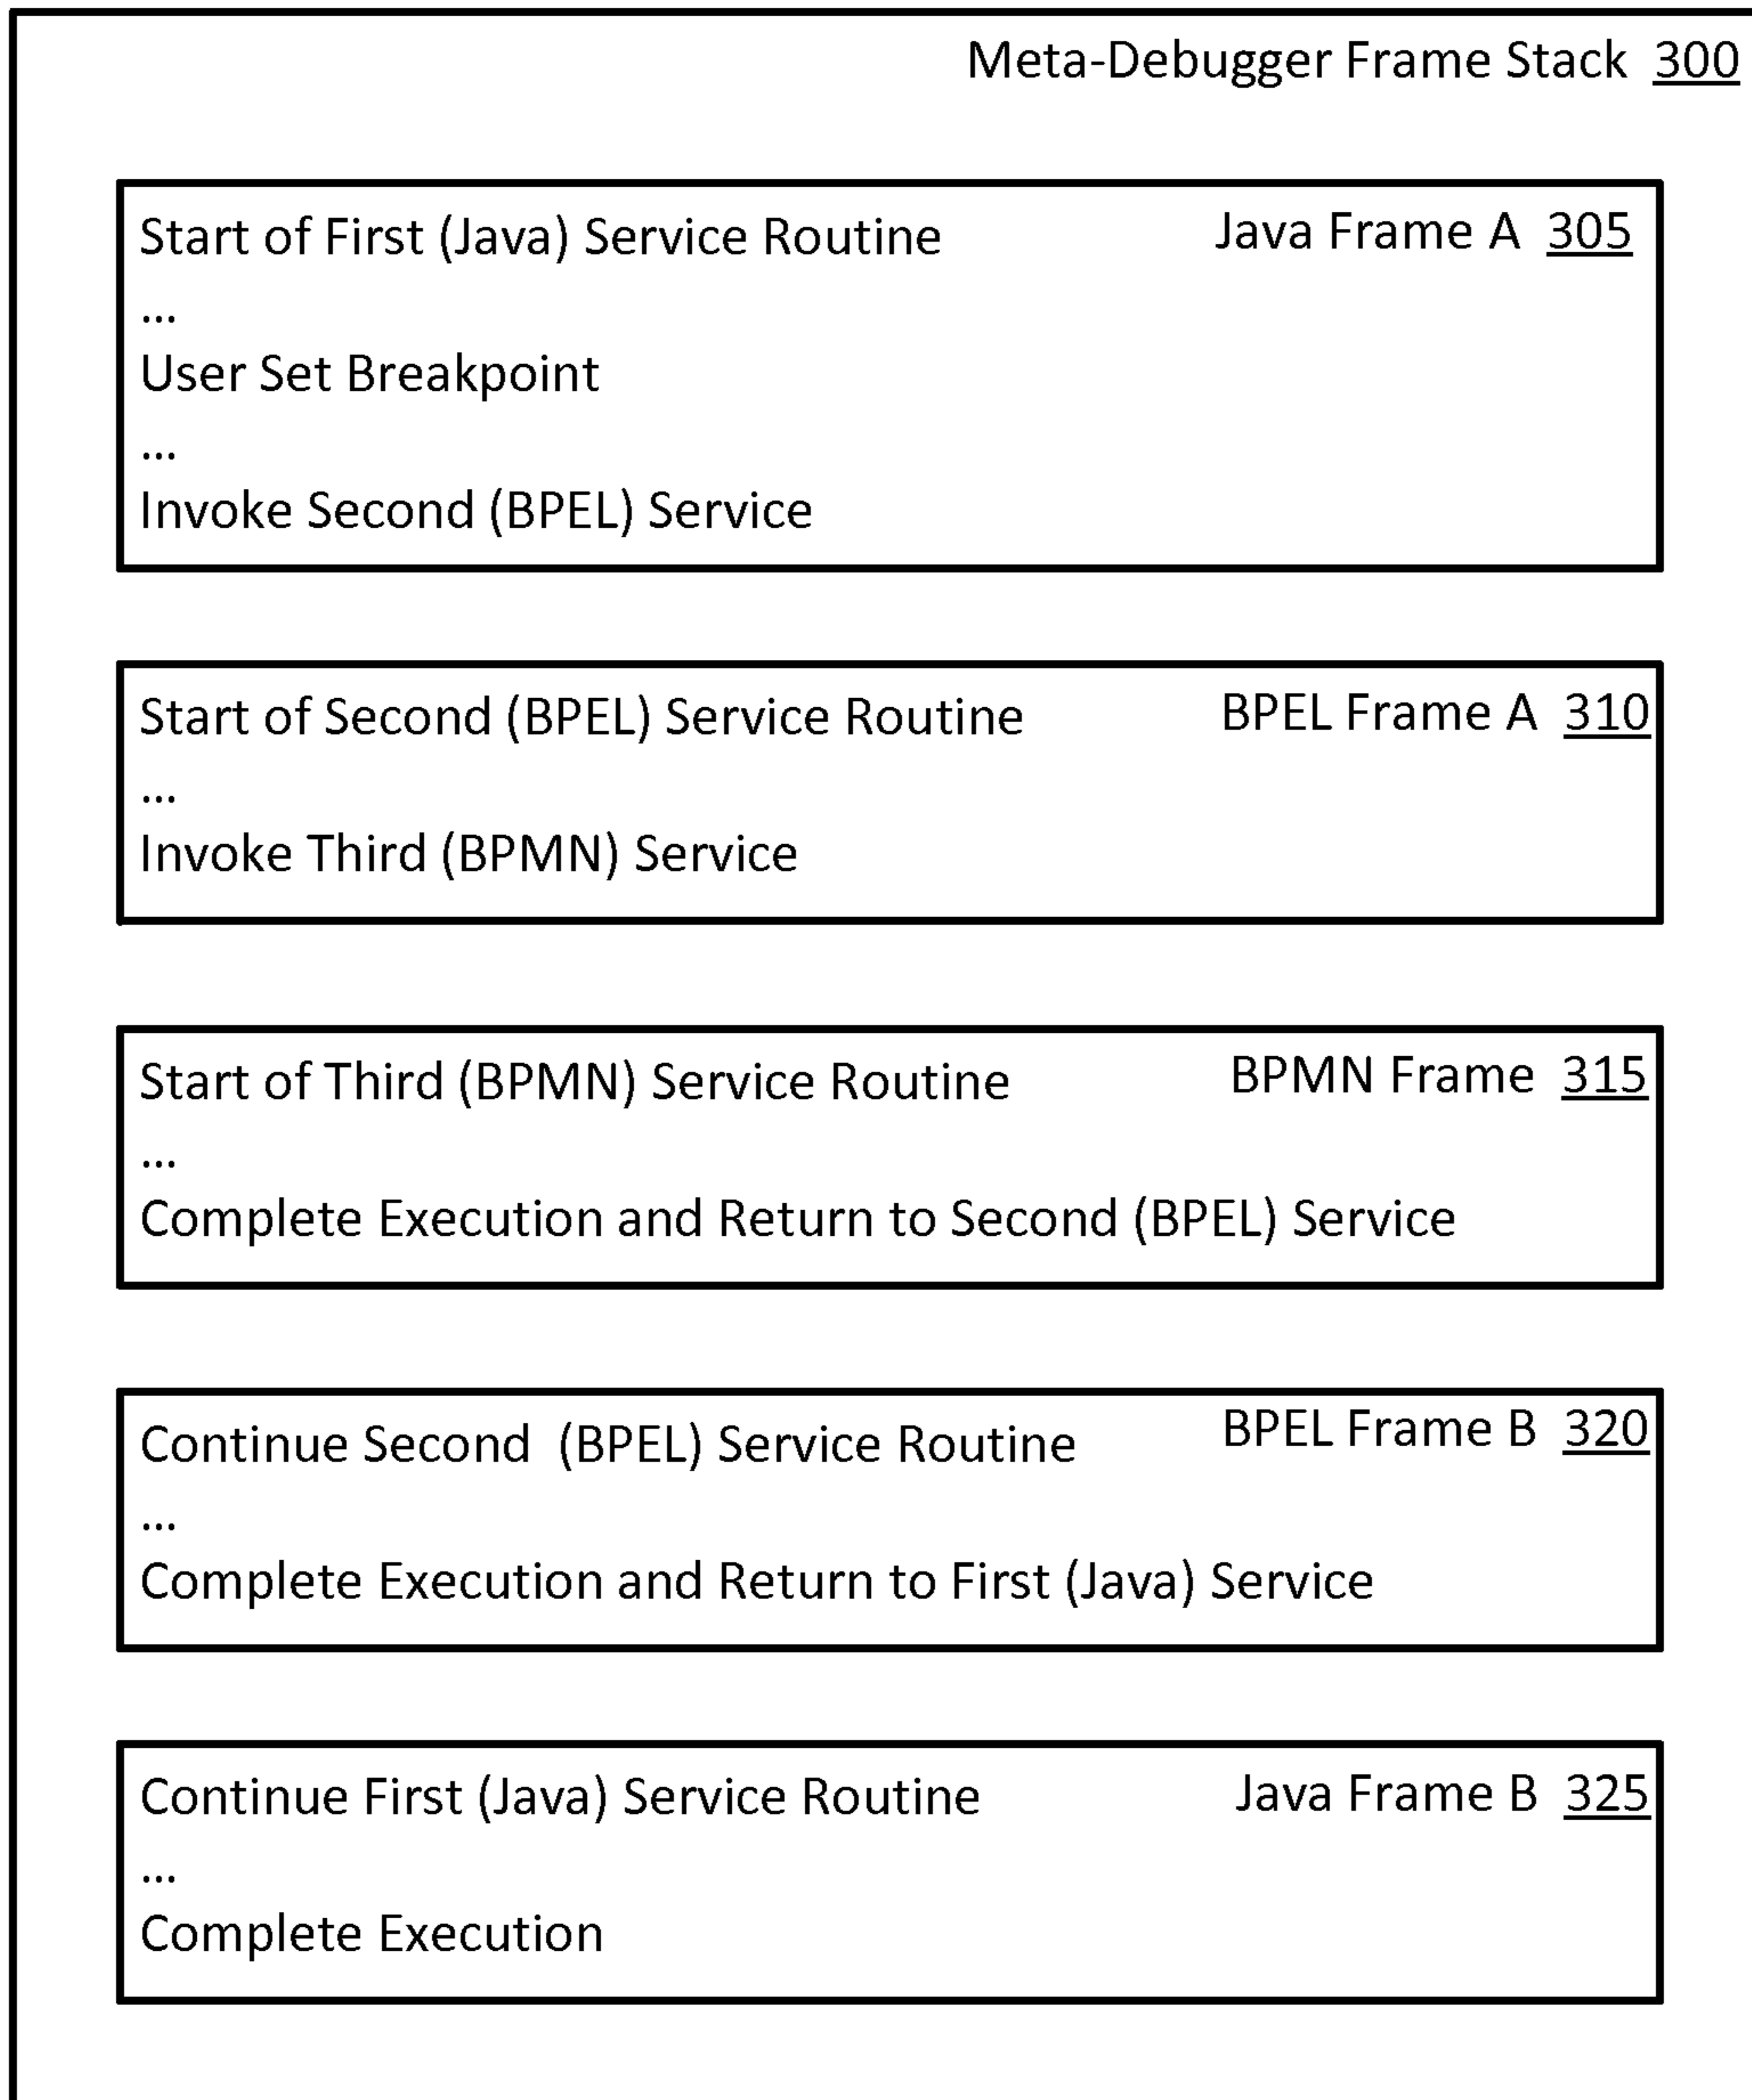 Meta-Debugger Frame Stack 300
Start of First (Java) Service Routine Java Frame A 305
...
User Set Breakpoint
...
Invoke Second (BPEL) Service
Start of Second (BPEL) Service Routine BPEL Frame A 310
...
Invoke Third (BPMN) Service
Start of Third (BPMN) Service Routine BPMN Frame 315
...
Complete Execution and Return to Second (BPEL) Service
Continue Second (BPEL) Service Routine BPEL Frame B 320
...
Complete Execution and Return to First (Java) Service
Continue First (Java) Service Routine Java Frame B 325
...
Complete Execution